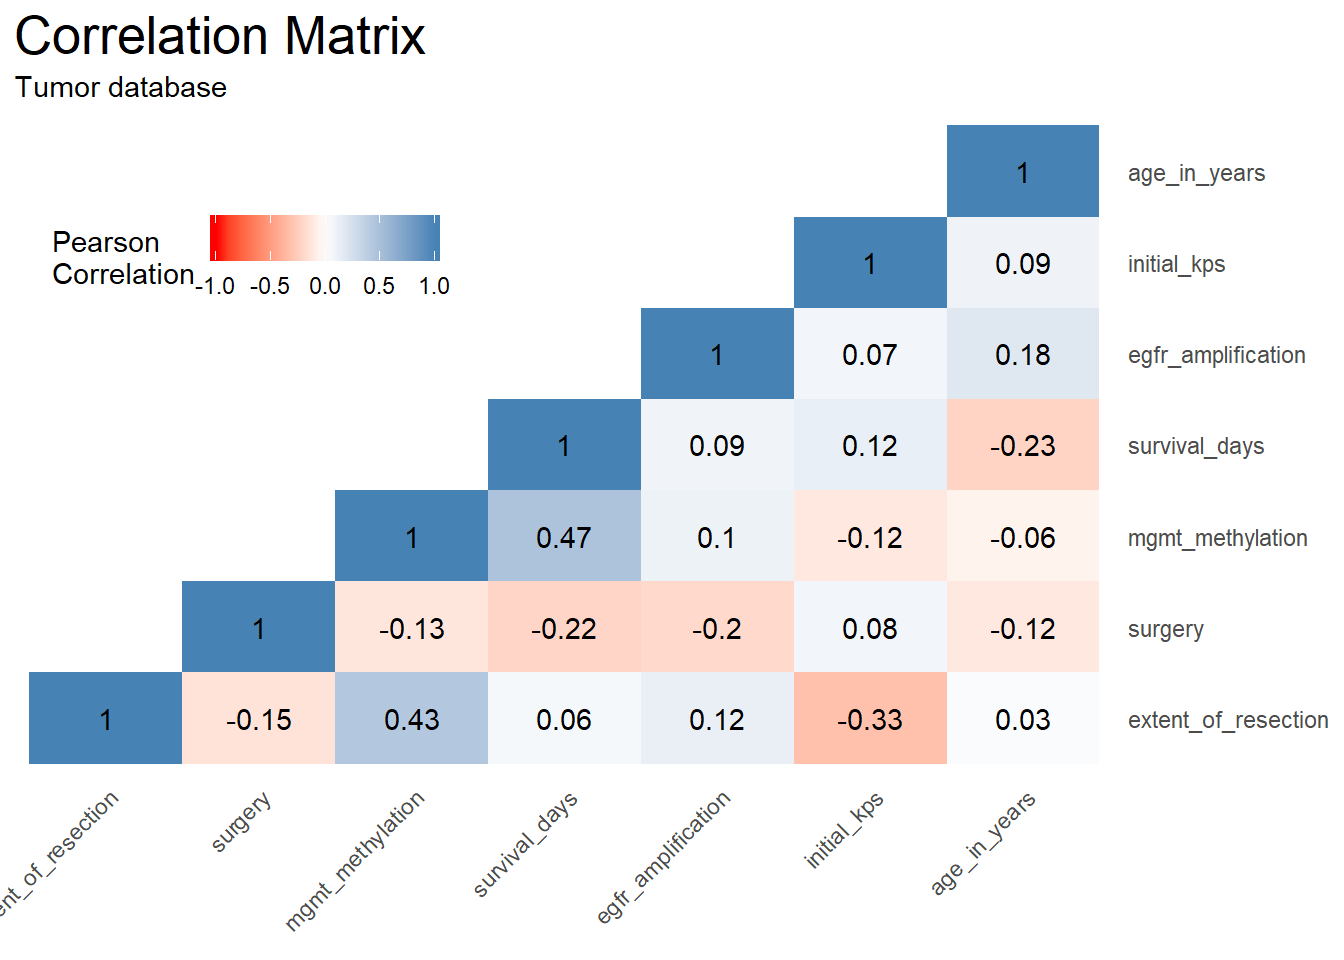 Correlation Matrix
Tumor database
Pearson
Correlation
-1.0 -0.5 0.0 0.5 1.0
1 age_in_years
1 0.09 initial_kps
1 0.07 0.18 egfr_amplification
1 0.09 0.12 -0.23 survival_days
1 0.47 0.1 -0.12 -0.06 mgmt_methylation
1 -0.13 -0.22 -0.2 0.08 -0.12 surgery
1 -0.15 0.43 0.06 0.12 -0.33 0.03 extent_of_resection
ent_of_resection
surgery
mgmt_methylation
survival_days
egfr_amplification
initial_kps
age_in_years